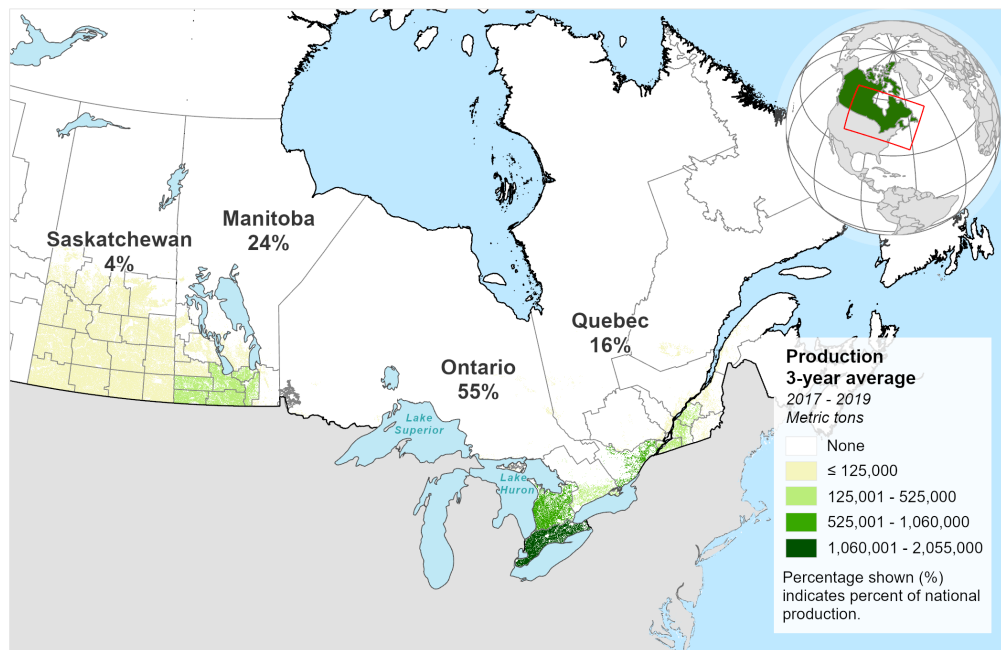 Saskatchewan
4%
Manitoba
24%
Ontario
55%
Quebec
16%
Lake
Superior
Lake
Huron
Production
3-year average
2017 - 2019
Metric tons
None
≤ 125,000
125,001 - 525,000
525,001 - 1,060,000
1,060,001 - 2,055,000
Percentage shown (%)
indicates percent of national
production.